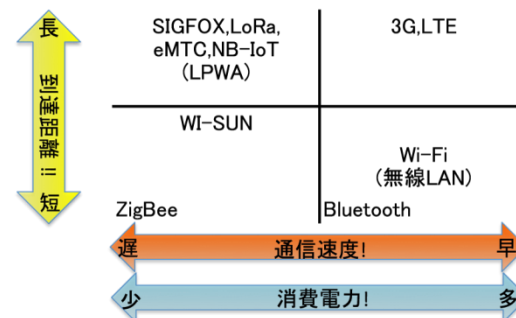 長
到達距離!!
短
SIGFOX,LoRa,
eMTC,NB-IoT
(LPWA)
3G,LTE
WI-SUN
Wi-Fi
(無線LAN)
ZigBee
Bluetooth
遅
通信速度!
早
少
消費電力!
多